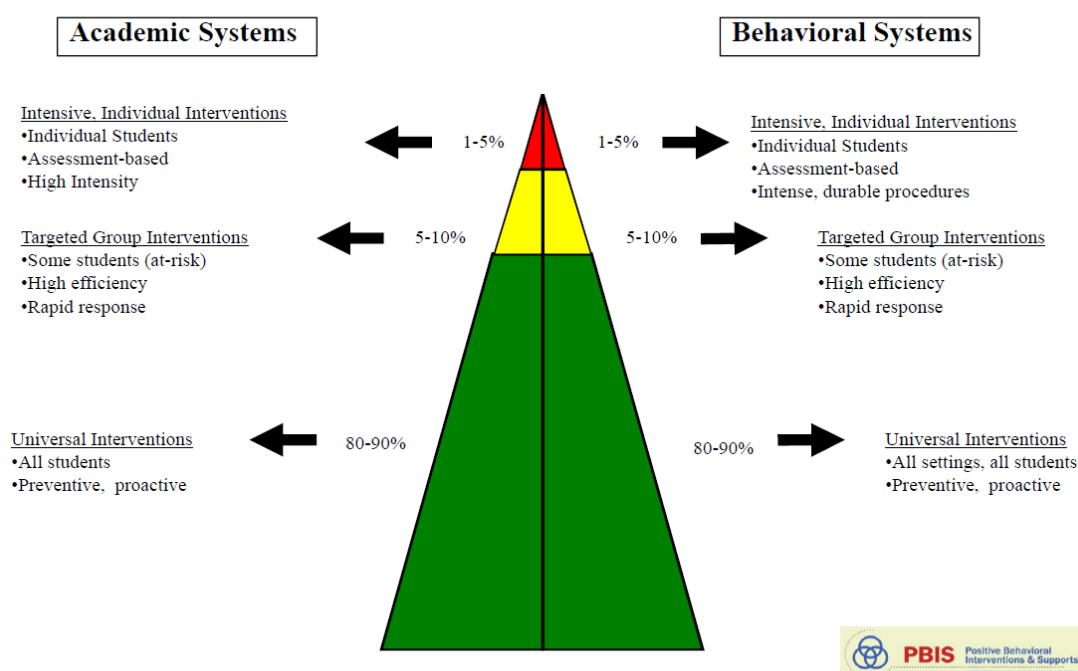 Academic Systems
Behavioral Systems
Intensive, Individual Interventions
•Individual Students
•Assessment-based
•High Intensity
1-5%
1-5%
Intensive, Individual Interventions
•Individual Students
•Assessment-based
•Intense, durable procedures
Targeted Group Interventions
•Some students (at-risk)
•High efficiency
•Rapid response
5-10%
5-10%
Targeted Group Interventions
•Some students (at-risk)
•High efficiency
•Rapid response
Universal Interventions
•All students
•Preventive, proactive
80-90%
80-90%
Universal Interventions
•All settings, all students
•Preventive, proactive
PBIS
Positive Behavioral
Interventions & Supports